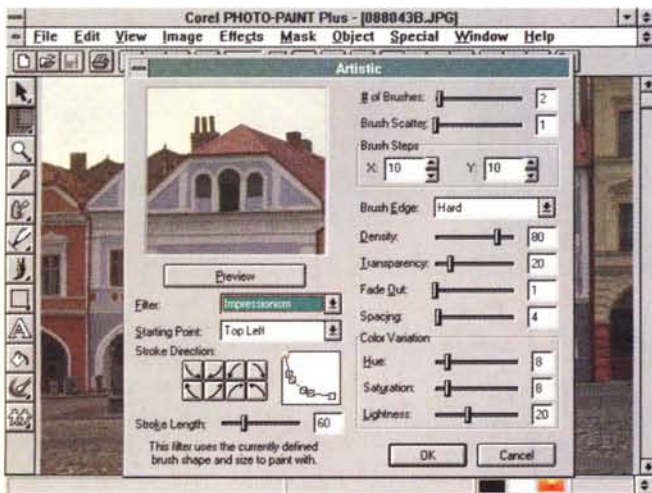 Corel PHOTO-PAINT Plus - [088043B.JPG]
File Edit View Image Effects Mask Object Special Window Help
Artistic
# of Brushes: 2
Brush Scatter: 1
Brush Steps
X: 10 Y: 10
Brush Edge: Hard
Density: 80
Transparency: 20
Fade Out: 1
Spacing: 4
Color Variation
Hue: 8
Saturation: 8
Lightness: 20
Preview
Filter: Impressionism
Starting Point: Top Left
Stroke Direction:
Stroke Length: 60
This filter uses the currently defined
brush shape and size to paint with.
OK Cancel